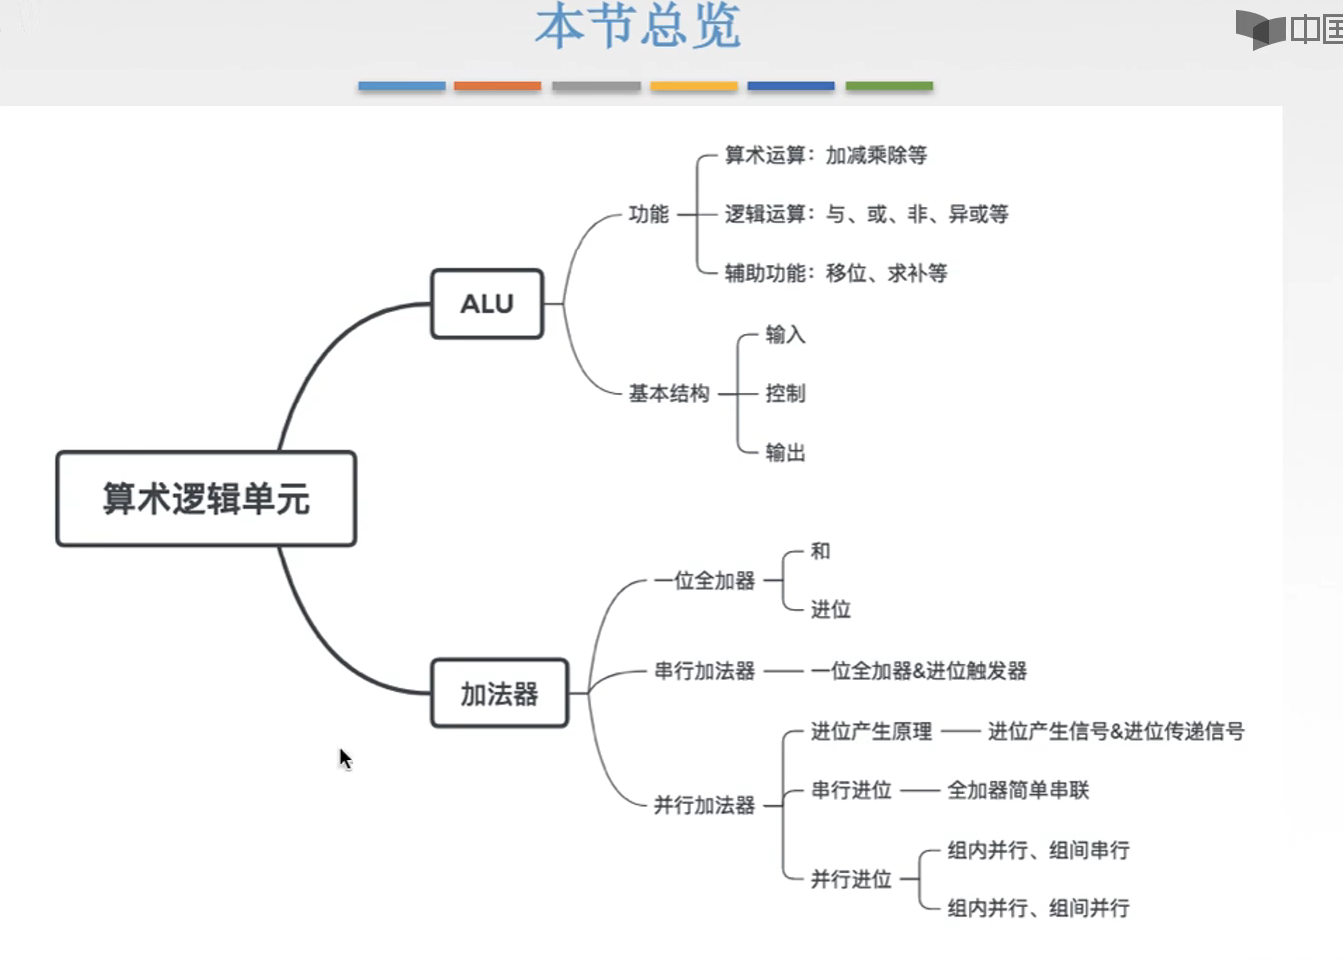 本节总览
中国
算术运算：加减乘除等
功能
逻辑运算：与、或、非、异或等
辅助功能：移位、求补等
ALU
输入
基本结构
控制
输出
算术逻辑单元
和
一位全加器
进位
加法器
串行加法器
一位全加器&进位触发器
进位产生原理
进位产生信号&进位传递信号
并行加法器
串行进位
全加器简单串联
组内并行、组间串行
并行进位
组内并行、组间并行